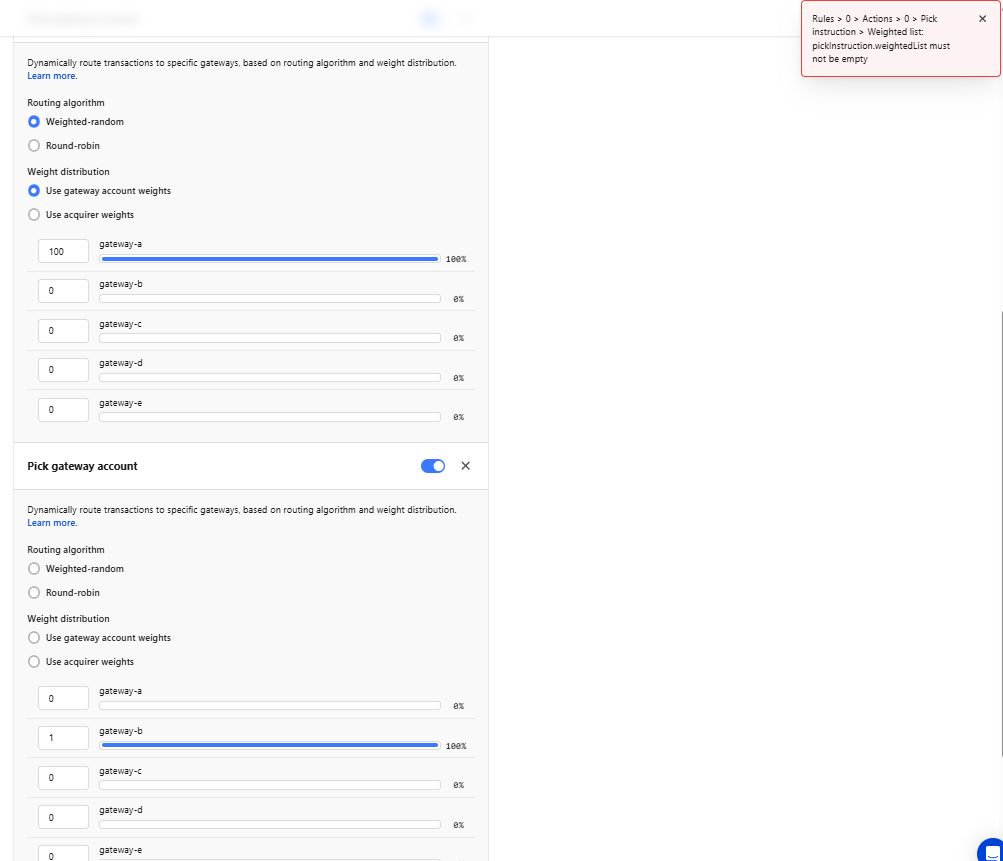 Rules > 0 > Actions > 0 > Pick
instruction > Weighted list:
pickInstruction.weightedList must
not be empty
Dynamically route transactions to specific gateways, based on routing algorithm and weight distribution.
Learn more.
Routing algorithm
Weighted-random
Round-robin
Weight distribution
Use gateway account weights
Use acquirer weights
100 gateway-a 100%
0 gateway-b 0%
0 gateway-c 0%
0 gateway-d 0%
0 gateway-e 0%
Pick gateway account
Dynamically route transactions to specific gateways, based on routing algorithm and weight distribution.
Learn more.
Routing algorithm
Weighted-random
Round-robin
Weight distribution
Use gateway account weights
Use acquirer weights
0 gateway-a 0%
1 gateway-b 100%
0 gateway-c 0%
0 gateway-d 0%
0 gateway-e